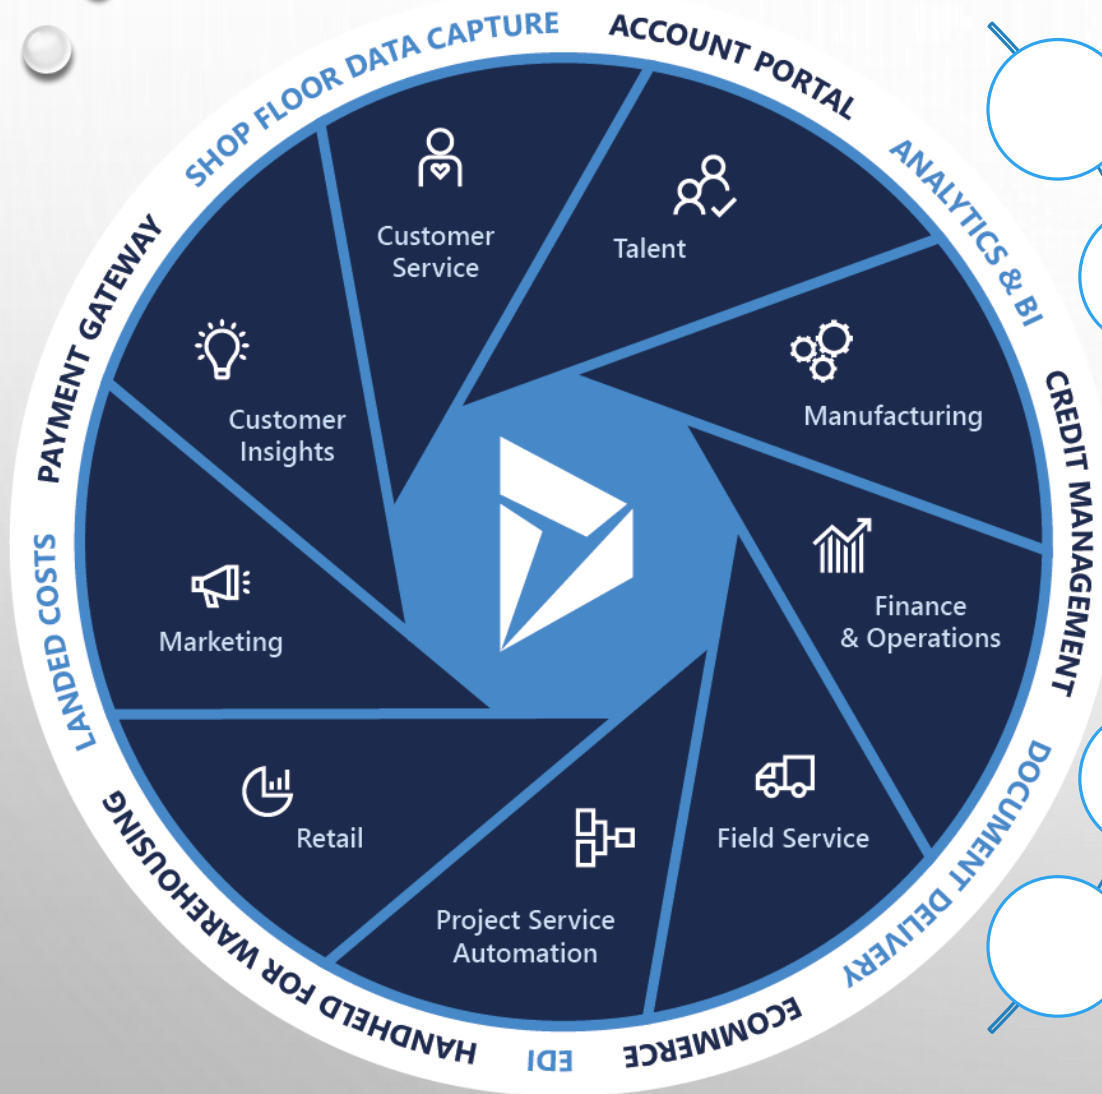 SHOP FLOOR DATA CAPTURE
ACCOUNT PORTAL
ANALYTICS & BI
CREDIT MANAGEMENT
DOCUMENT DELIVERY
ECOMMERCE
EDI
HANDHELD FOR WAREHOUSING
LANDED COSTS
PAYMENT GATEWAY
Customer
Service
Talent
Manufacturing
Finance
& Operations
Field Service
Project Service
Automation
Retail
Marketing
Customer
Insights